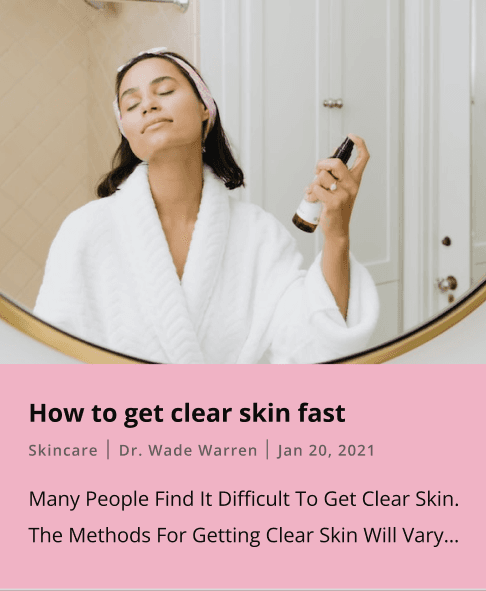 How to get clear skin fast
Skincare | Dr. Wade Warren | Jan 20, 2021
Many People Find It Difficult To Get Clear Skin.
The Methods For Getting Clear Skin Will Vary...